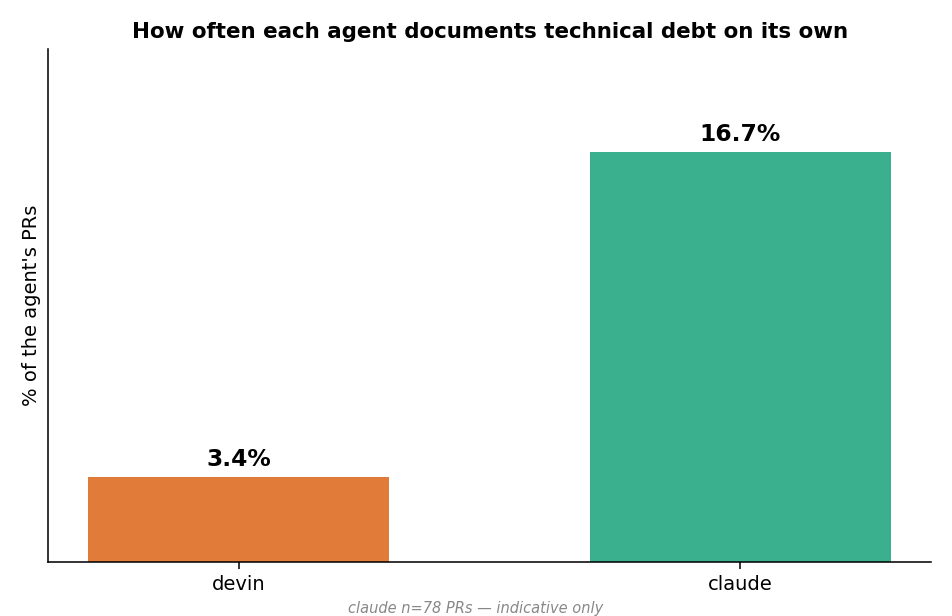 How often each agent documents technical debt on its own
% of the agent's PRs
3.4%
16.7%
devin
claude
claude n=78 PRs — indicative only